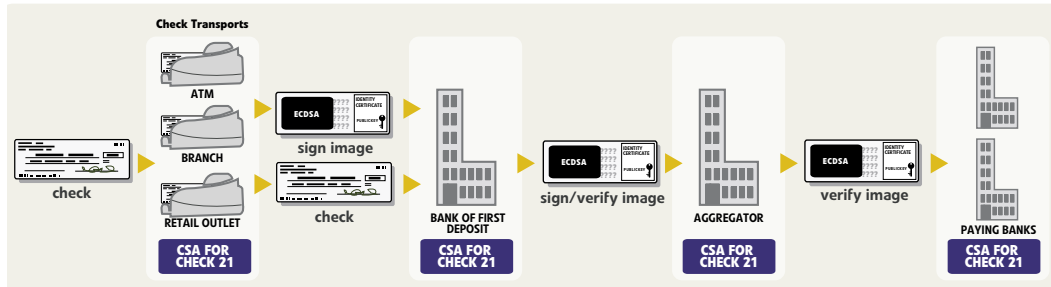 Check Transports
ATM
BRANCH
RETAIL OUTLET
CSA FOR
CHECK 21
check
ECDSA
????
????
????
????
IDENTITY
CERTIFICATE
PUBLICKEY
sign image
check
BANK OF FIRST
DEPOSIT
CSA FOR
CHECK 21
ECDSA
????
????
????
????
IDENTITY
CERTIFICATE
PUBLICKEY
sign/verify image
AGGREGATOR
CSA FOR
CHECK 21
ECDSA
????
????
????
????
IDENTITY
CERTIFICATE
PUBLICKEY
verify image
PAYING BANKS
CSA FOR
CHECK 21